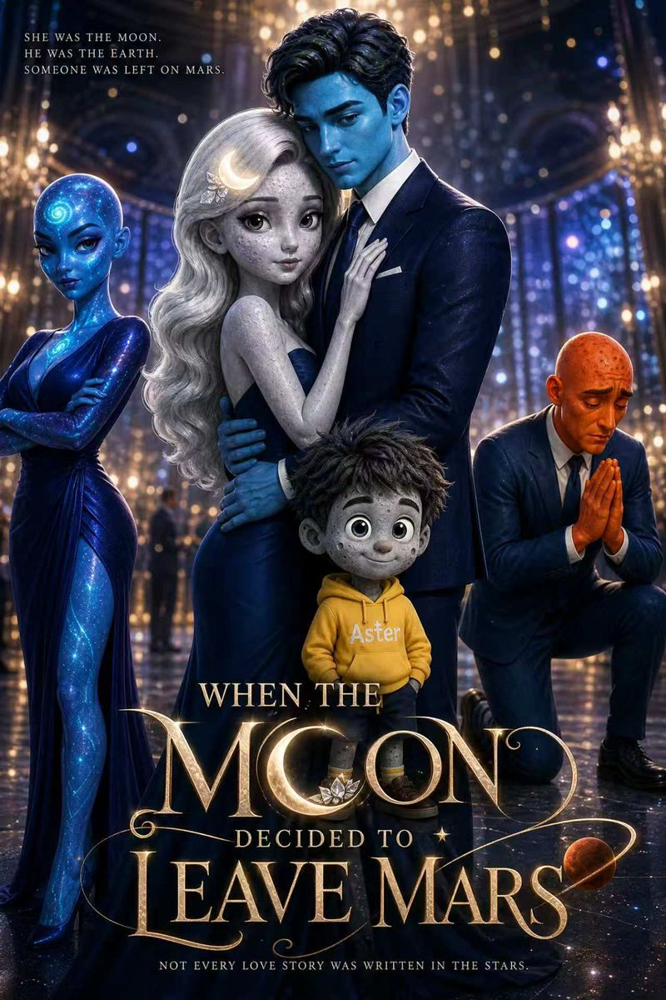 SHE WAS THE MOON.
HE WAS THE EARTH.
SOMEONE WAS LEFT ON MARS.
Aster
WHEN THE
MOON
DECIDED TO
LEAVE MARS
NOT EVERY LOVE STORY WAS WRITTEN IN THE STARS.